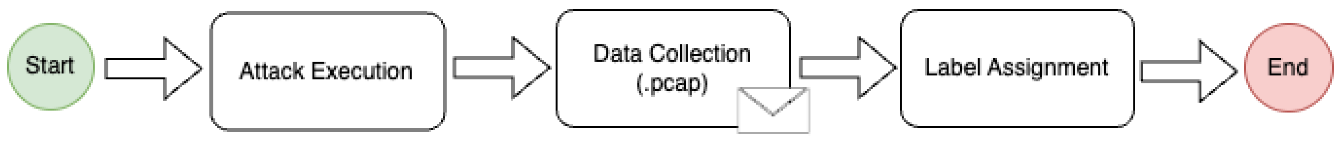 Start
Attack Execution
Data Collection
(.pcap)
Label Assignment
End